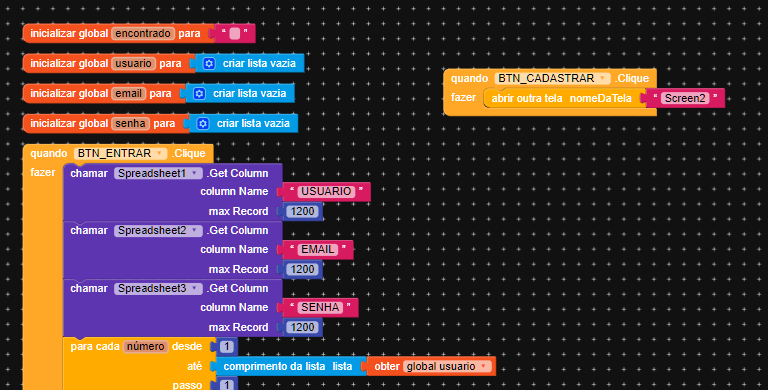 inicializar global encontrado para “ ”
inicializar global usuario para criar lista vazia
inicializar global email para criar lista vazia
inicializar global senha para criar lista vazia
quando BTN_CADASTRAR .Clique
fazer abrir outra tela nomeDaTela “ Screen2 ”
quando BTN_ENTRAR .Clique
fazer chamar Spreadsheet1 .Get Column
column Name “ USUARIO ”
max Record 1200
chamar Spreadsheet2 .Get Column
column Name “ EMAIL ”
max Record 1200
chamar Spreadsheet3 .Get Column
column Name “ SENHA ”
max Record 1200
para cada número desde 1
até comprimento da lista lista obter global usuario
passo 1